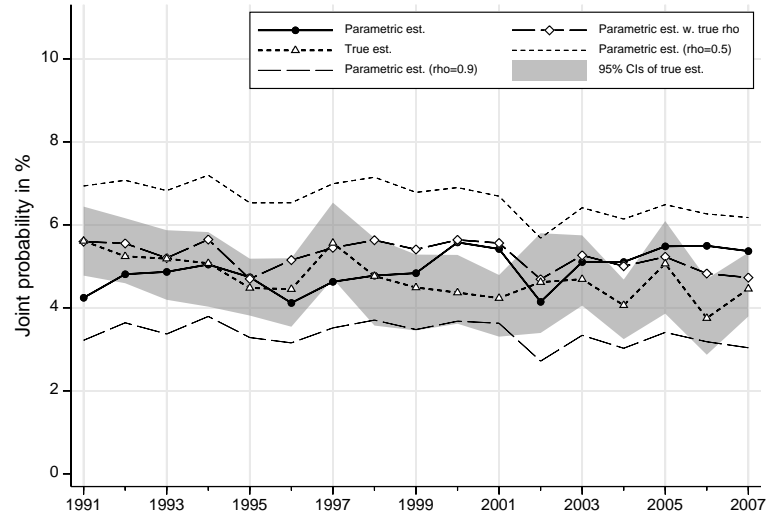 Parametric est.
Parametric est. w. true rho
True est.
Parametric est. (rho=0.5)
Parametric est. (rho=0.9)
95% CIs of true est.
Joint probability in %
10
8
6
4
2
0
1991 1993 1995 1997 1999 2001 2003 2005 2007